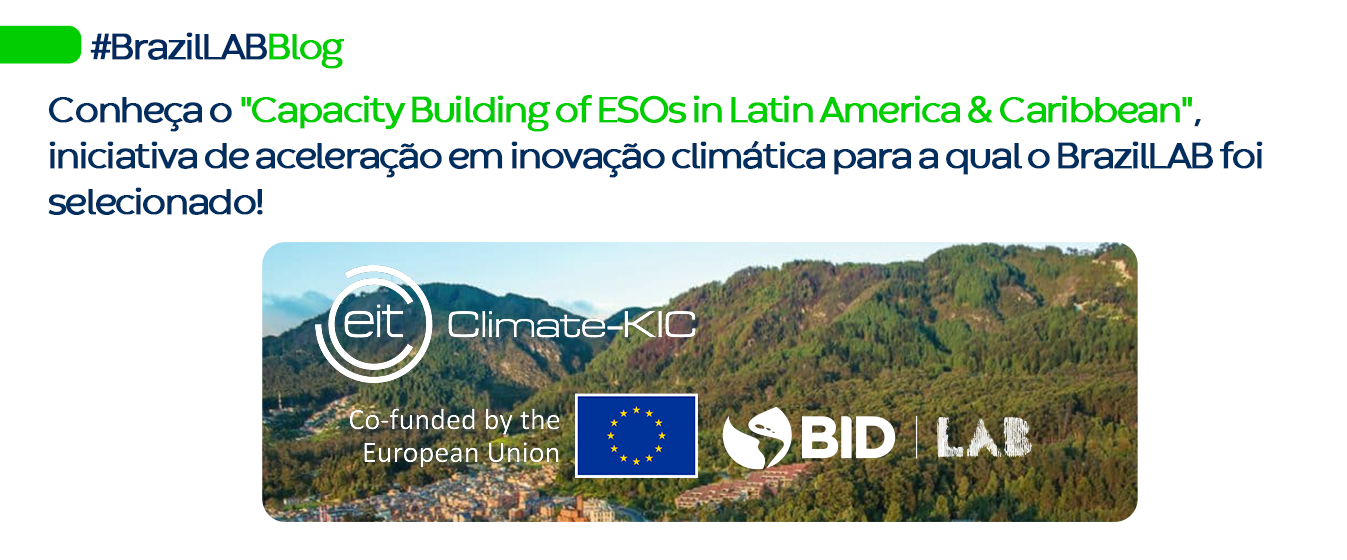 #BrazilLABBlog
Conheça o "Capacity Building of ESOs in Latin America & Caribbean",
iniciativa de aceleração em inovação climática para a qual o BrazilLAB foi
selecionado!
eit Climate-KIC
Co-funded by the
European Union
BID | LAB